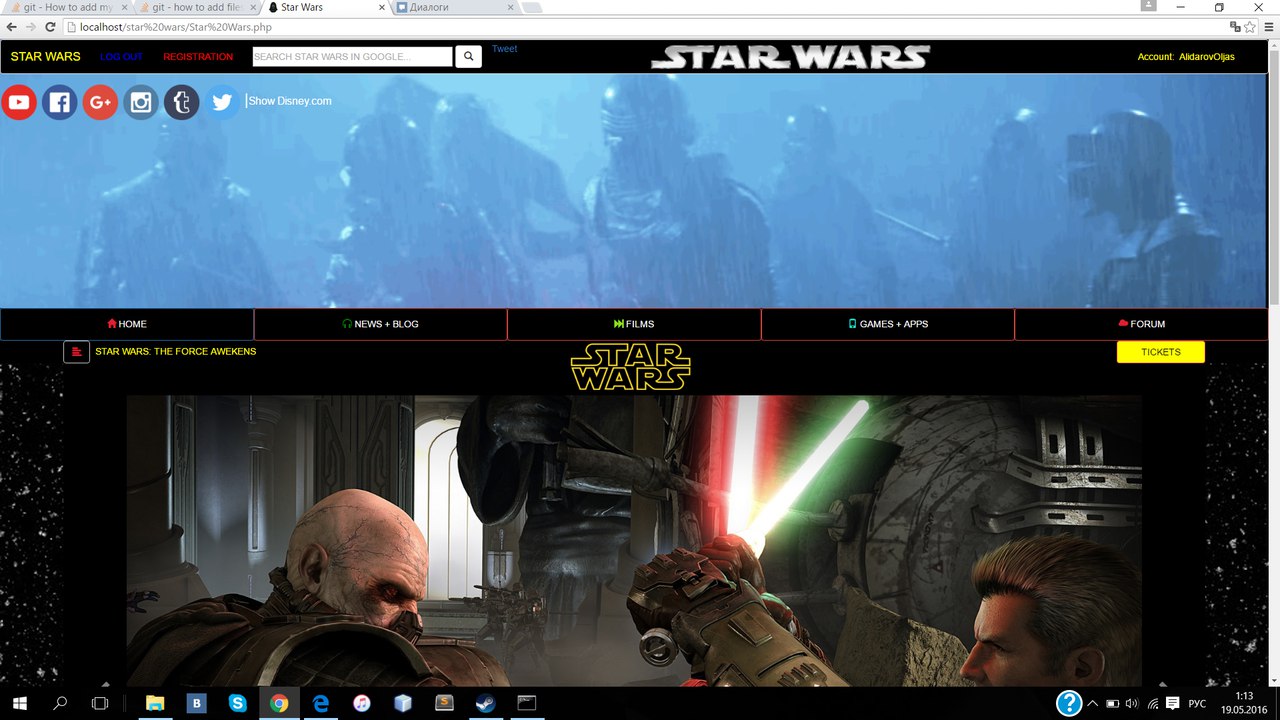 git - How to add my
git - how to add files
Star Wars
Диалоги
localhost/star%20wars/Star%20Wars.php
STAR WARS LOG OUT REGISTRATION SEARCH STAR WARS IN GOOGLE... Tweet STAR WARS Account: AlidarovOljas
Show Disney.com
HOME NEWS + BLOG FILMS GAMES + APPS FORUM
STAR WARS: THE FORCE AWEKENS
STAR
WARS
TICKETS
РУС
1:13
19.05.2016